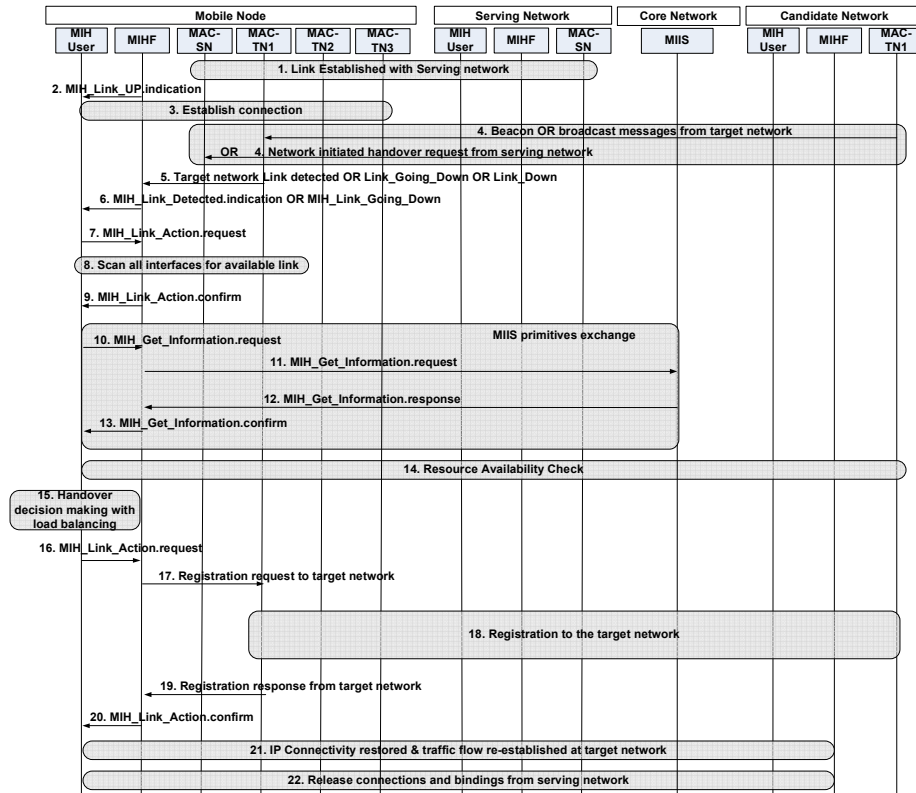 Mobile Node
Serving Network
Core Network
Candidate Network
MIH User
MIHF
MAC-SN
MAC-TN1
MAC-TN2
MAC-TN3
MIH User
MIHF
MAC-SN
MIIS
MIH User
MIHF
MAC-TN1
1. Link Established with Serving network
2. MIH_Link_UP.indication
3. Establish connection
4. Beacon OR broadcast messages from target network
OR 4. Network initiated handover request from serving network
5. Target network Link detected OR Link_Going_Down OR Link_Down
6. MIH_Link_Detected.indication OR MIH_Link_Going_Down
7. MIH_Link_Action.request
8. Scan all interfaces for available link
9. MIH_Link_Action.confirm
MIIS primitives exchange
10. MIH_Get_Information.request
11. MIH_Get_Information.request
12. MIH_Get_Information.response
13. MIH_Get_Information.confirm
14. Resource Availability Check
15. Handover
decision making with
load balancing
16. MIH_Link_Action.request
17. Registration request to target network
18. Registration to the target network
19. Registration response from target network
20. MIH_Link_Action.confirm
21. IP Connectivity restored & traffic flow re-established at target network
22. Release connections and bindings from serving network